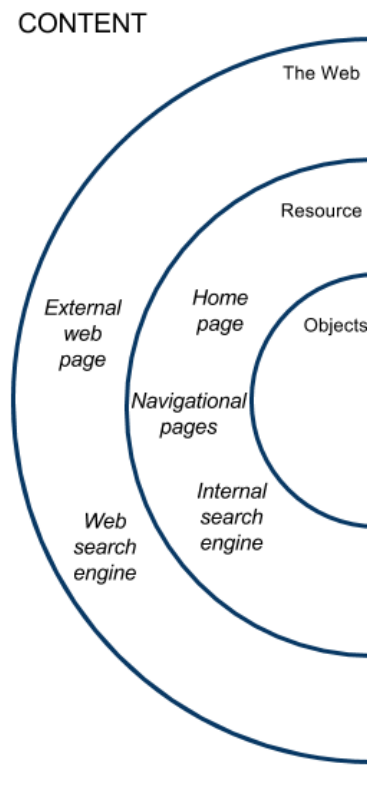 CONTENT
The Web
Resource
Objects
Home
page
External
web
page
Navigational
pages
Internal
search
engine
Web
search
engine